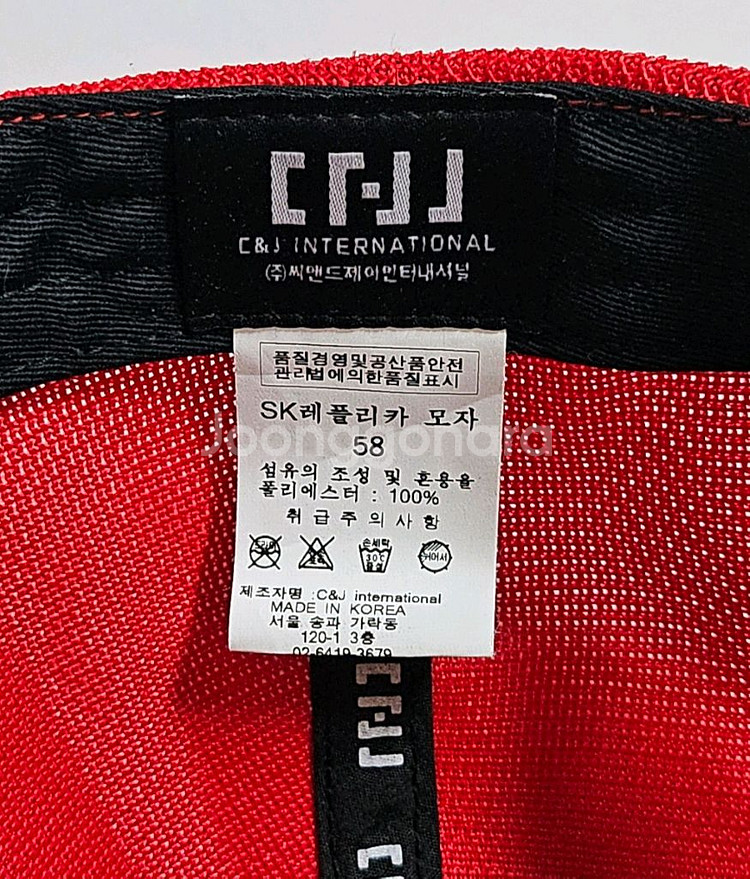 C&J INTERNATIONAL
(주)씨앤드제이인터내셔널
품질경영및공산품안전
관리법에의한품질표시
SK레플리카 모자
Joonggonara
58
섬유의 조성 및 혼용율
폴리에스터 : 100%
취급주의사항
손세탁
30℃
중성
제조자명 :C&J international
MADE IN KOREA
서울 송파 가락동
120-1 3층
02-6419-3679